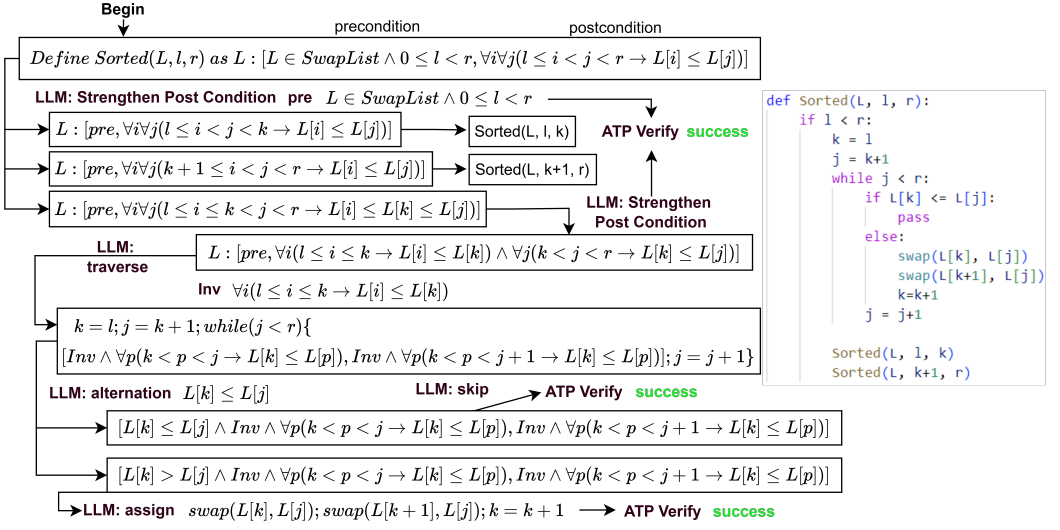 Begin
precondition
postcondition
Define Sorted(L, l, r) as L : [L ∈ SwapList ∧ 0 ≤ l < r, ∀i∀j(l ≤ i < j < r → L[i] ≤ L[j])]
LLM: Strengthen Post Condition pre L ∈ SwapList ∧ 0 ≤ l < r
L : [pre, ∀i∀j(l ≤ i < j < k → L[i] ≤ L[j])]
Sorted(L, l, k)
ATP Verify success
L : [pre, ∀i∀j(k + 1 ≤ i < j < r → L[i] ≤ L[j])]
Sorted(L, k+1, r)
L : [pre, ∀i∀j(l ≤ i ≤ k < j < r → L[i] ≤ L[k] ≤ L[j])]
LLM: Strengthen
Post Condition
LLM:
traverse
L : [pre, ∀i(l ≤ i ≤ k → L[i] ≤ L[k]) ∧ ∀j(k < j < r → L[k] ≤ L[j])]
Inv ∀i(l ≤ i ≤ k → L[i] ≤ L[k])
k = l; j = k + 1; while(j < r){
[Inv ∧ ∀p(k < p < j → L[k] ≤ L[p]), Inv ∧ ∀p(k < p < j + 1 → L[k] ≤ L[p])]; j = j + 1}
LLM: alternation L[k] ≤ L[j]
LLM: skip
ATP Verify success
[L[k] ≤ L[j] ∧ Inv ∧ ∀p(k < p < j → L[k] ≤ L[p]), Inv ∧ ∀p(k < p < j + 1 → L[k] ≤ L[p])]
[L[k] > L[j] ∧ Inv ∧ ∀p(k < p < j → L[k] ≤ L[p]), Inv ∧ ∀p(k < p < j + 1 → L[k] ≤ L[p])]
LLM: assign swap(L[k], L[j]); swap(L[k + 1], L[j]); k = k + 1
ATP Verify success
def Sorted(L, l, r):
if l < r:
k = l
j = k+1
while j < r:
if L[k] <= L[j]:
pass
else:
swap(L[k], L[j])
swap(L[k+1], L[j])
k=k+1
j = j+1
Sorted(L, l, k)
Sorted(L, k+1, r)